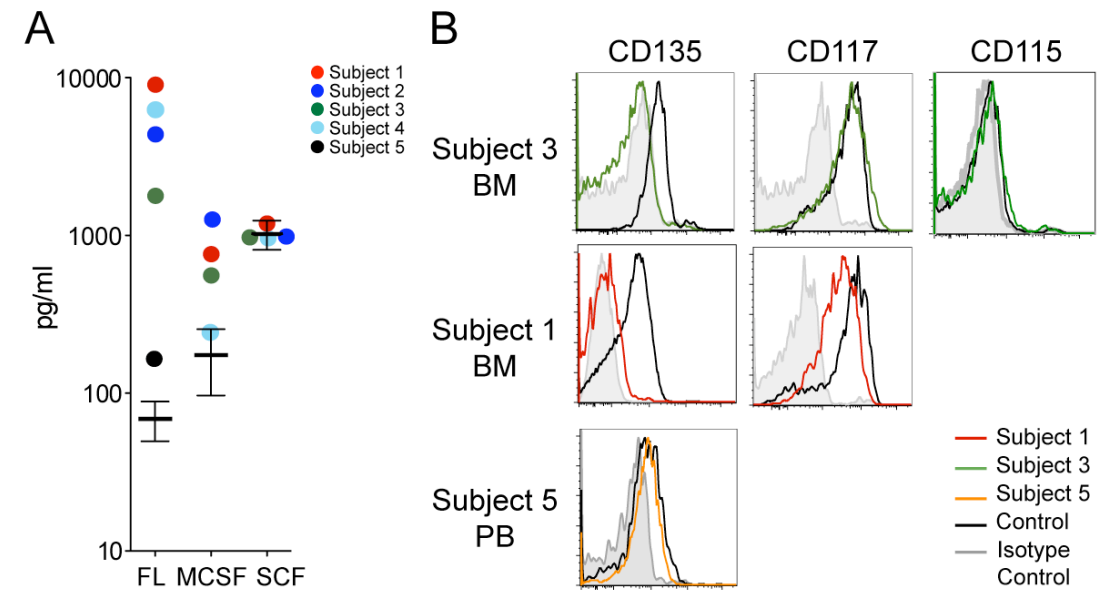 A
pg/ml
10000
1000
100
10
FL MCSF SCF
Subject 1
Subject 2
Subject 3
Subject 4
Subject 5
B
CD135 CD117 CD115
Subject 3
BM
Subject 1
BM
Subject 5
PB
Subject 1
Subject 3
Subject 5
Control
Isotype
Control